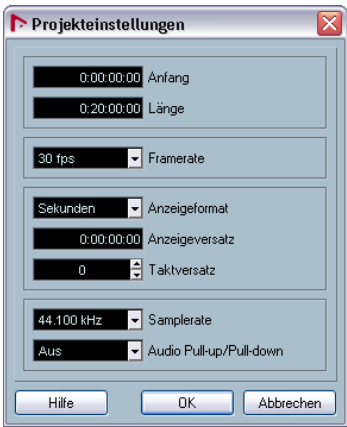 Projekteinstellungen
0:00:00:00 Anfang
0:20:00:00 Länge
30 fps Framerate
Sekunden Anzeigeformat
0:00:00:00 Anzeigeversatz
0 Taktversatz
44.100 kHz Samplerate
Aus Audio Pull-up/Pull-down
Hilfe OK Abbrechen